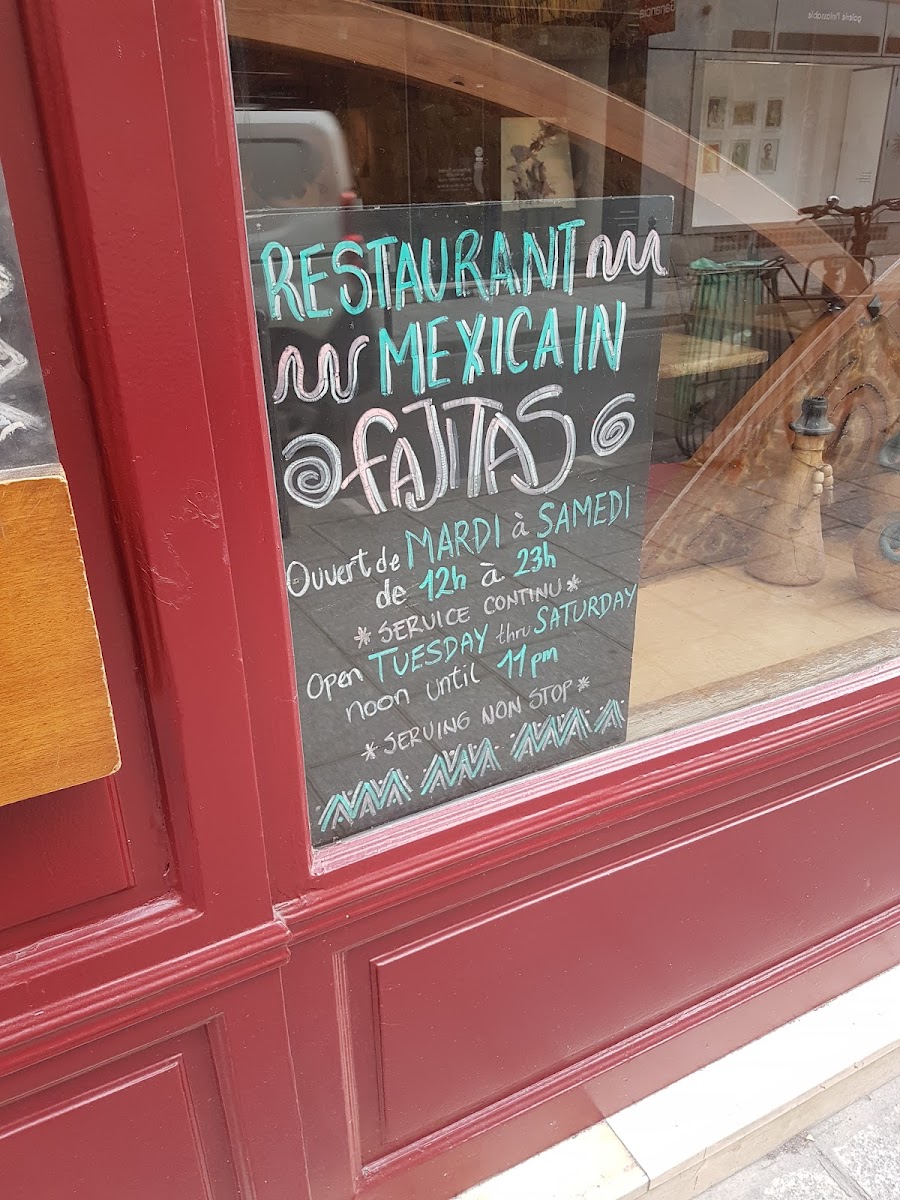 RESTAURANT
MEXICAIN
FAJITAS
Ouvert de MARDI à SAMEDI
de 12h à 23h
* SERVICE CONTINU *
Open TUESDAY thru SATURDAY
noon until 11pm
* SERVING NON STOP *